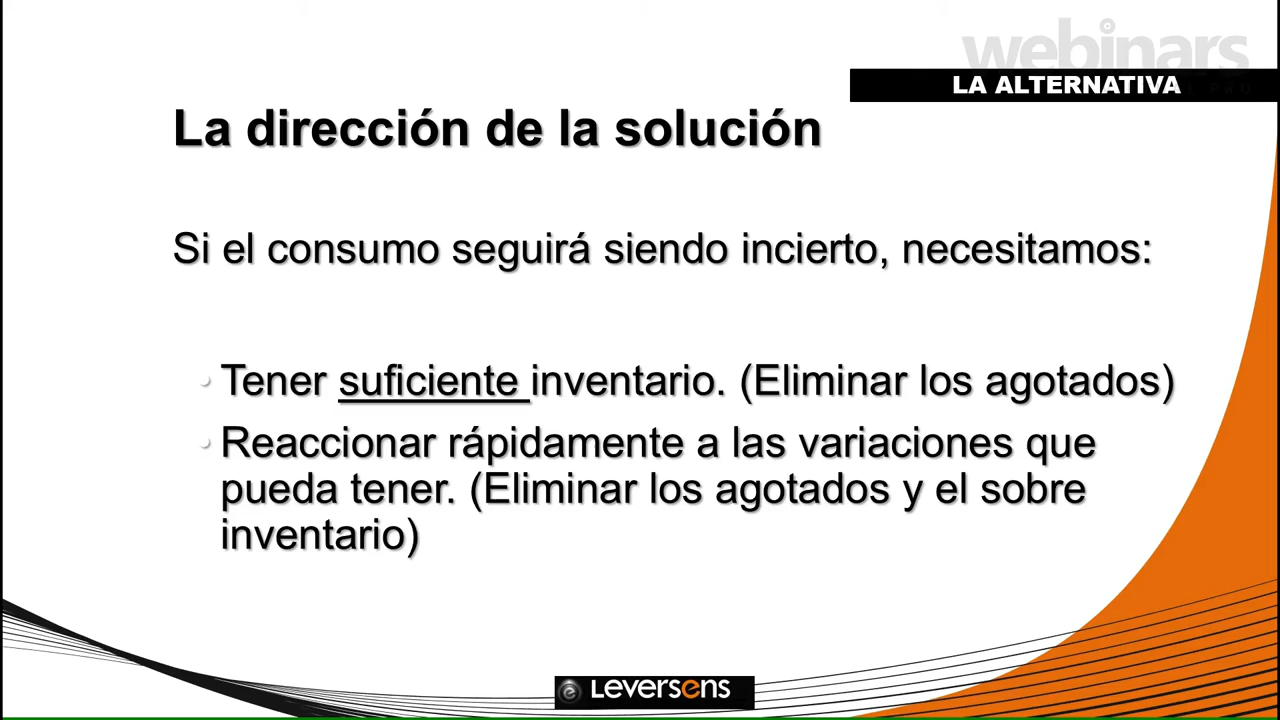 webinars
LA ALTERNATIVA
La dirección de la solución
Si el consumo seguirá siendo incierto, necesitamos:
• Tener suficiente inventario. (Eliminar los agotados)
• Reaccionar rápidamente a las variaciones que
pueda tener. (Eliminar los agotados y el sobre
inventario)
LeverSens